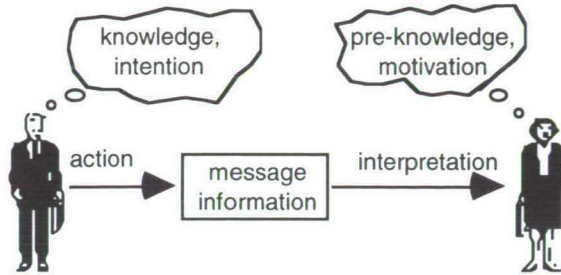 knowledge,
intention
pre-knowledge,
motivation
action
message
information
interpretation